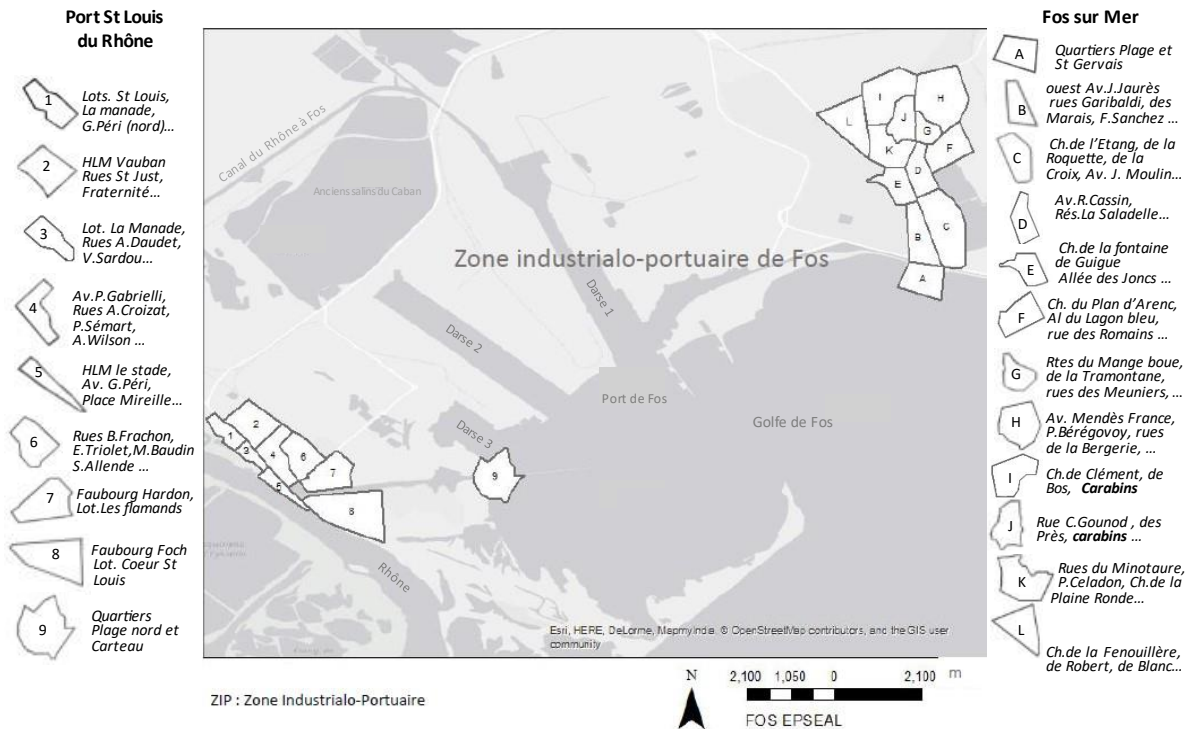 Port St Louis
du Rhône
1
Lots. St Louis,
La manade,
G.Péri (nord)...
2
HLM Vauban
Rues St Just,
Fraternité...
3
Lot. La Manade,
Rues A.Daudet,
V.Sardou...
4
Av.P.Gabrielli,
Rues A.Croizat,
P.Sémart,
A.Wilson ...
5
HLM le stade,
Av. G.Péri,
Place Mireille...
6
Rues B.Frachon,
E.Triolet,M.Baudin
S.Allende ...
7
Faubourg Hardon,
Lot.Les flamands
8
Faubourg Foch
Lot. Coeur St
Louis
9
Quartiers
Plage nord et
Carteau
Canal du Rhône à Fos
Anciens salins du Caban
Zone industrialo-portuaire de Fos
Darse 1
Darse 2
Darse 3
Port de Fos
Golfe de Fos
Rhône
I
H
L
J
G
K
F
D
E
B
C
A
1
2
3
4
6
7
5
8
9
Esri, HERE, DeLorme, MapmyIndia, © OpenStreetMap contributors, and the GIS user
community
Fos sur Mer
A
Quartiers Plage et
St Gervais
B
ouest Av.J.Jaurès
rues Garibaldi, des
Marais, F.Sanchez ...
C
Ch.de l'Etang, de la
Roquette, de la
Croix, Av. J. Moulin...
D
Av.R.Cassin,
Rés.La Saladelle...
E
Ch.de la fontaine
de Guigue
Allée des Joncs ...
F
Ch. du Plan d'Arenc,
Al du Lagon bleu,
rue des Romains ...
G
Rtes du Mange boue,
de la Tramontane,
rues des Meuniers, ...
H
Av. Mendès France,
P.Bérégovoy, rues
de la Bergerie, ...
I
Ch.de Clément, de
Bos, Carabins
J
Rue C.Gounod , des
Près, carabins ...
K
Rues du Minotaure,
P.Celadon, Ch.de la
Plaine Ronde...
L
Ch.de la Fenouillère,
de Robert, de Blanc...
ZIP : Zone Industrialo-Portuaire
N
2,100 1,050 0 2,100 m
FOS EPSEAL